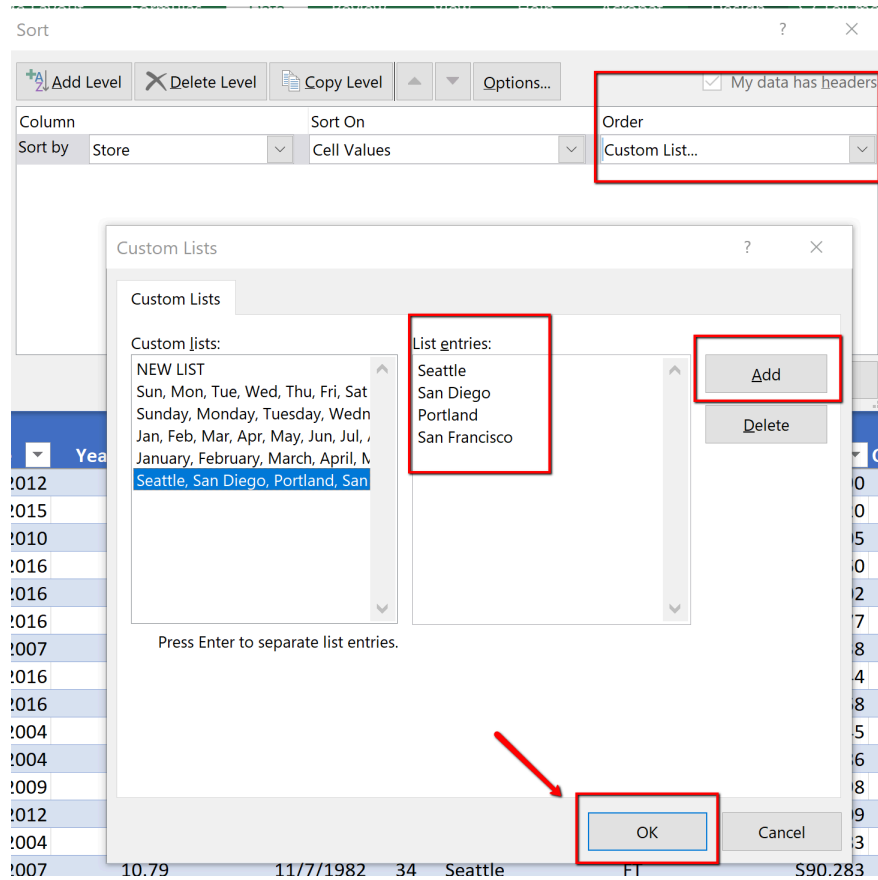 Sort ?
Add Level Delete Level Copy Level Options... My data has headers
Column Sort On Order
Sort by Store Cell Values Custom List...
Custom Lists ?
Custom Lists
Custom lists: List entries:
NEW LIST Seattle Add
Sun, Mon, Tue, Wed, Thu, Fri, Sat San Diego
Sunday, Monday, Tuesday, Wedn Portland Delete
Jan, Feb, Mar, Apr, May, Jun, Jul, San Francisco
January, February, March, April,
Seattle, San Diego, Portland, San
Press Enter to separate list entries.
OK Cancel
Yea
2012
2015
2010
2016
2016
2016
2007
2016
2016
2004
2004
2009
2012
2004
2007 10.79 11/7/1982 34 Seattle FT $90,283